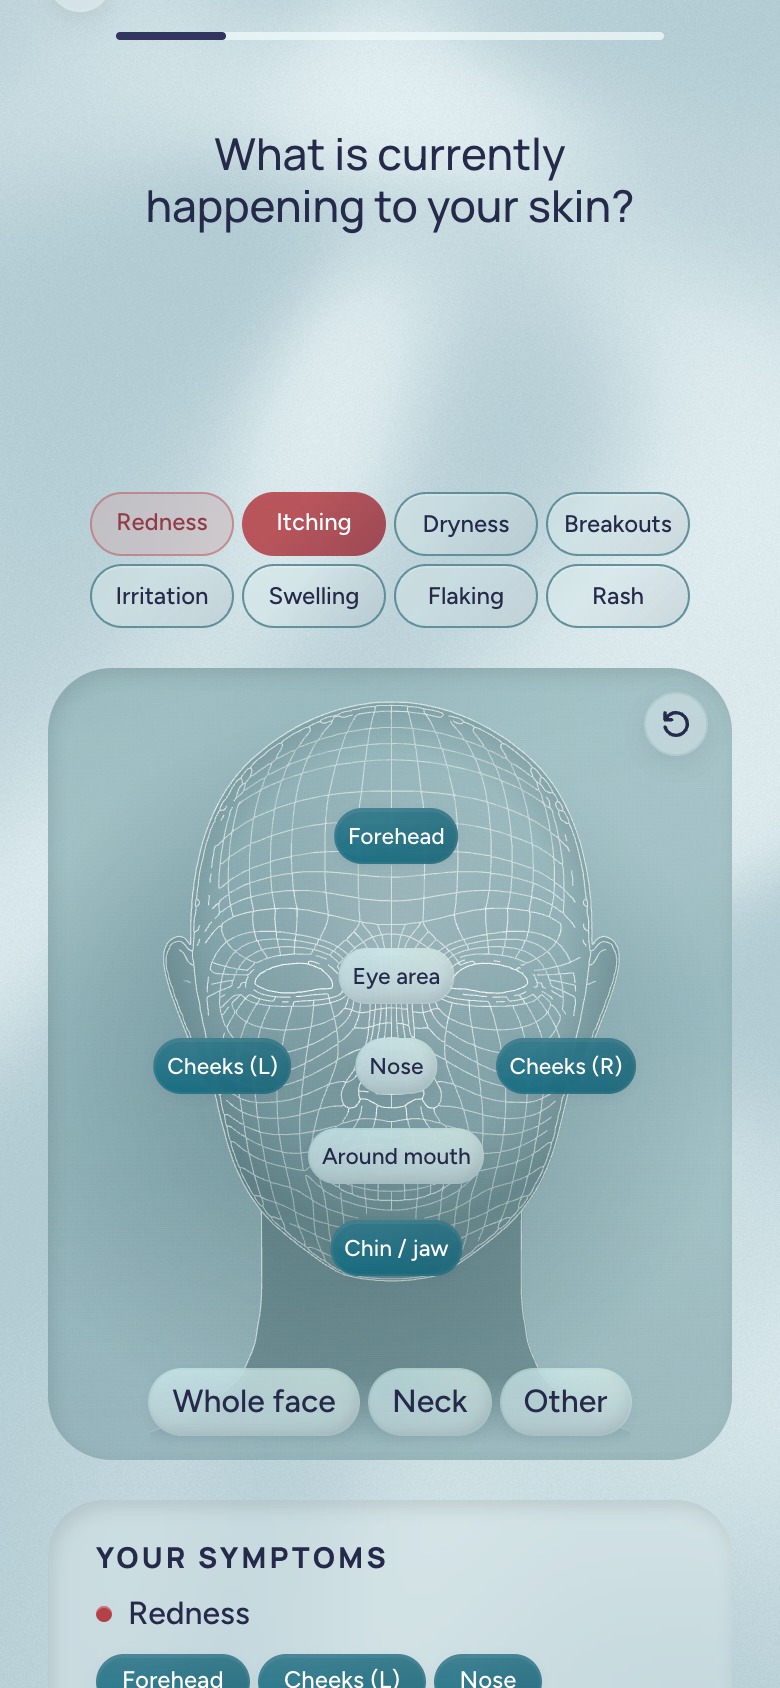 What is currently
happening to your skin?
Redness Itching Dryness Breakouts
Irritation Swelling Flaking Rash
Forehead
Eye area
Cheeks (L) Nose Cheeks (R)
Around mouth
Chin / jaw
Whole face Neck Other
YOUR SYMPTOMS
Redness
Forehead Cheeks (L) Nose